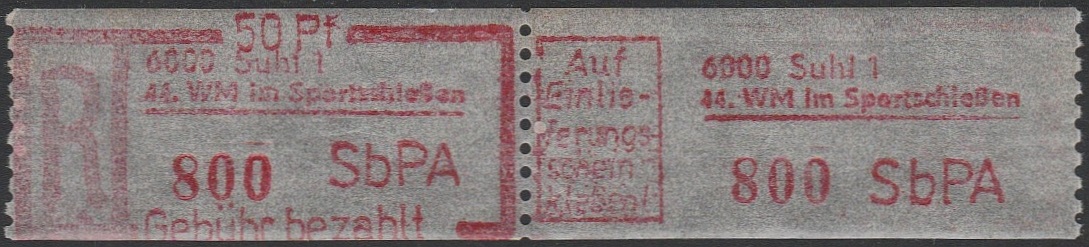 50 Pf
R
6000 Suhl 1
44. WM im Sportschießen
800 SbPA
Gebühr bezahlt
Auf
Einlie-
ferungs-
schein
kleben!
6000 Suhl 1
44. WM im Sportschießen
800 SbPA